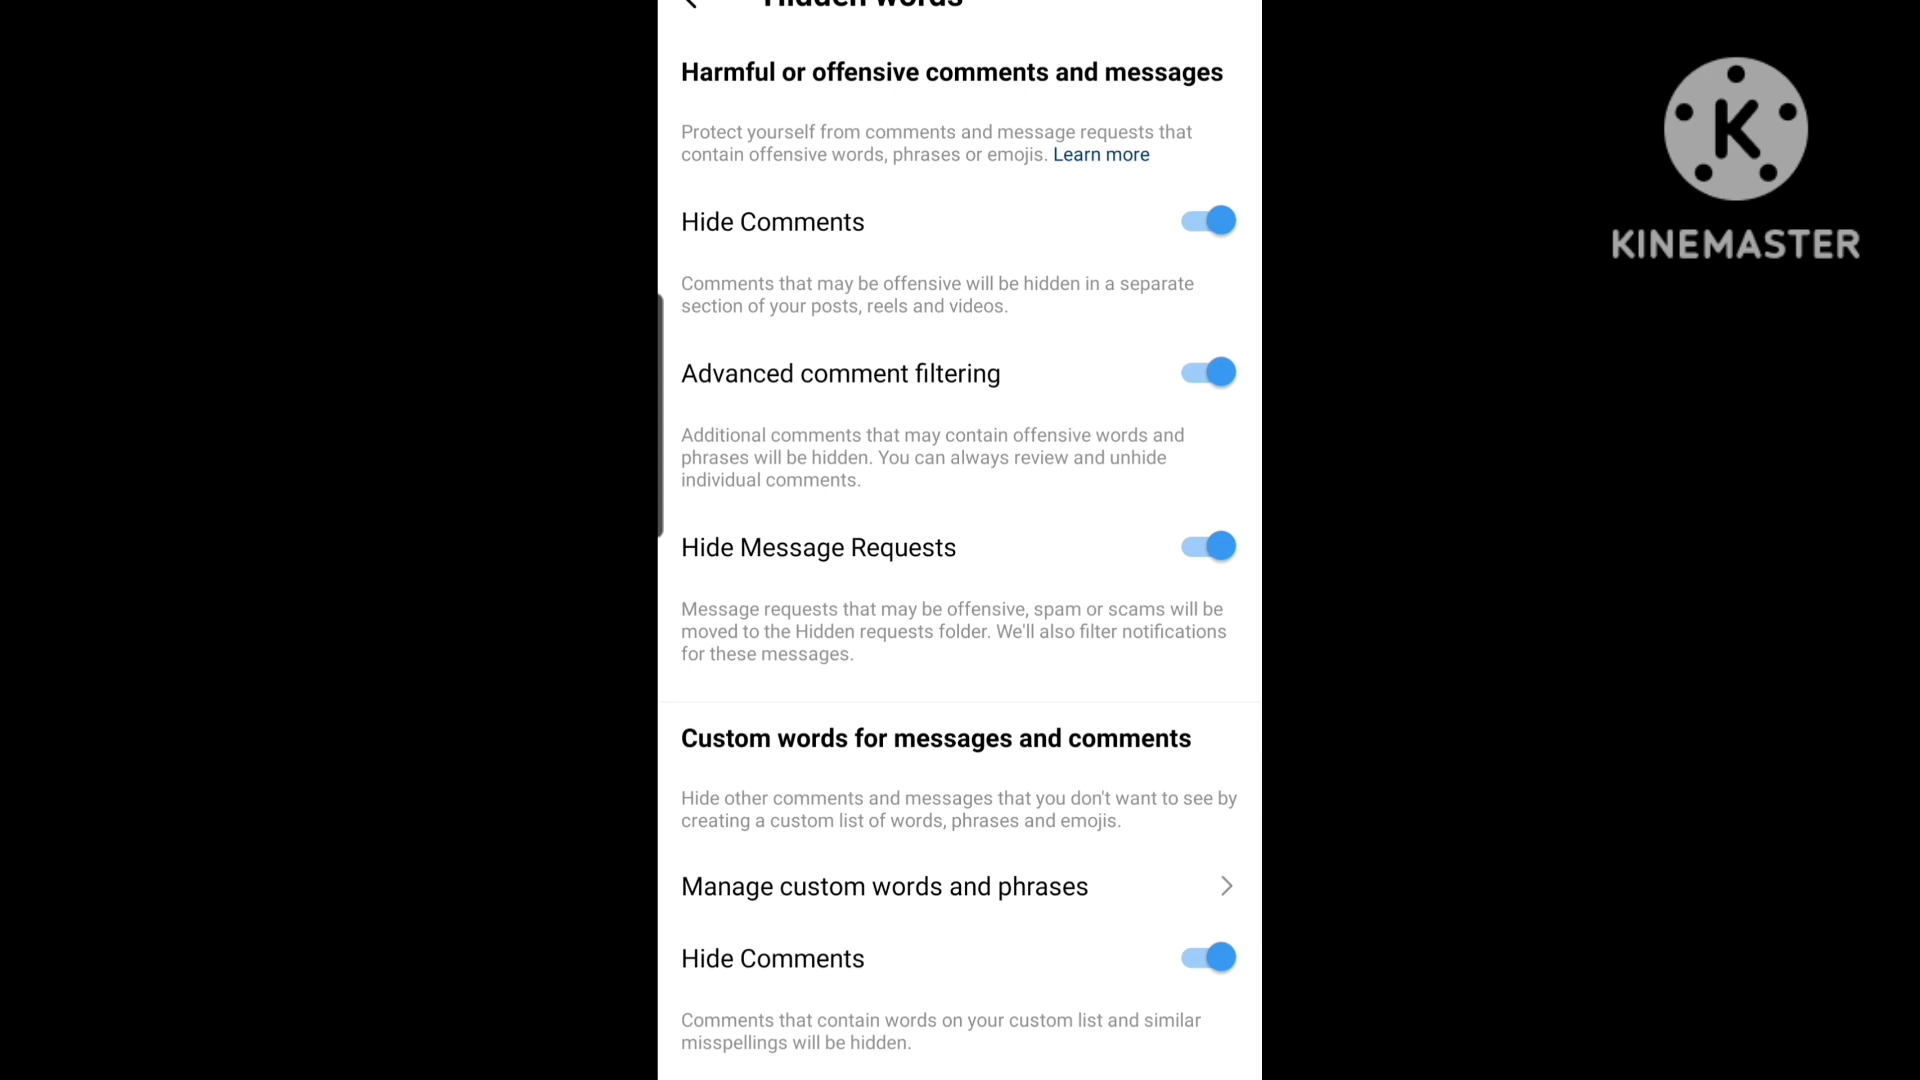 Hidden words
Harmful or offensive comments and messages
Protect yourself from comments and message requests that
contain offensive words, phrases or emojis. Learn more
Hide Comments
Comments that may be offensive will be hidden in a separate
section of your posts, reels and videos.
Advanced comment filtering
Additional comments that may contain offensive words and
phrases will be hidden. You can always review and unhide
individual comments.
Hide Message Requests
Message requests that may be offensive, spam or scams will be
moved to the Hidden requests folder. We'll also filter notifications
for these messages.
Custom words for messages and comments
Hide other comments and messages that you don't want to see by
creating a custom list of words, phrases and emojis.
Manage custom words and phrases
Hide Comments
Comments that contain words on your custom list and similar
misspellings will be hidden.
K
KINEMASTER